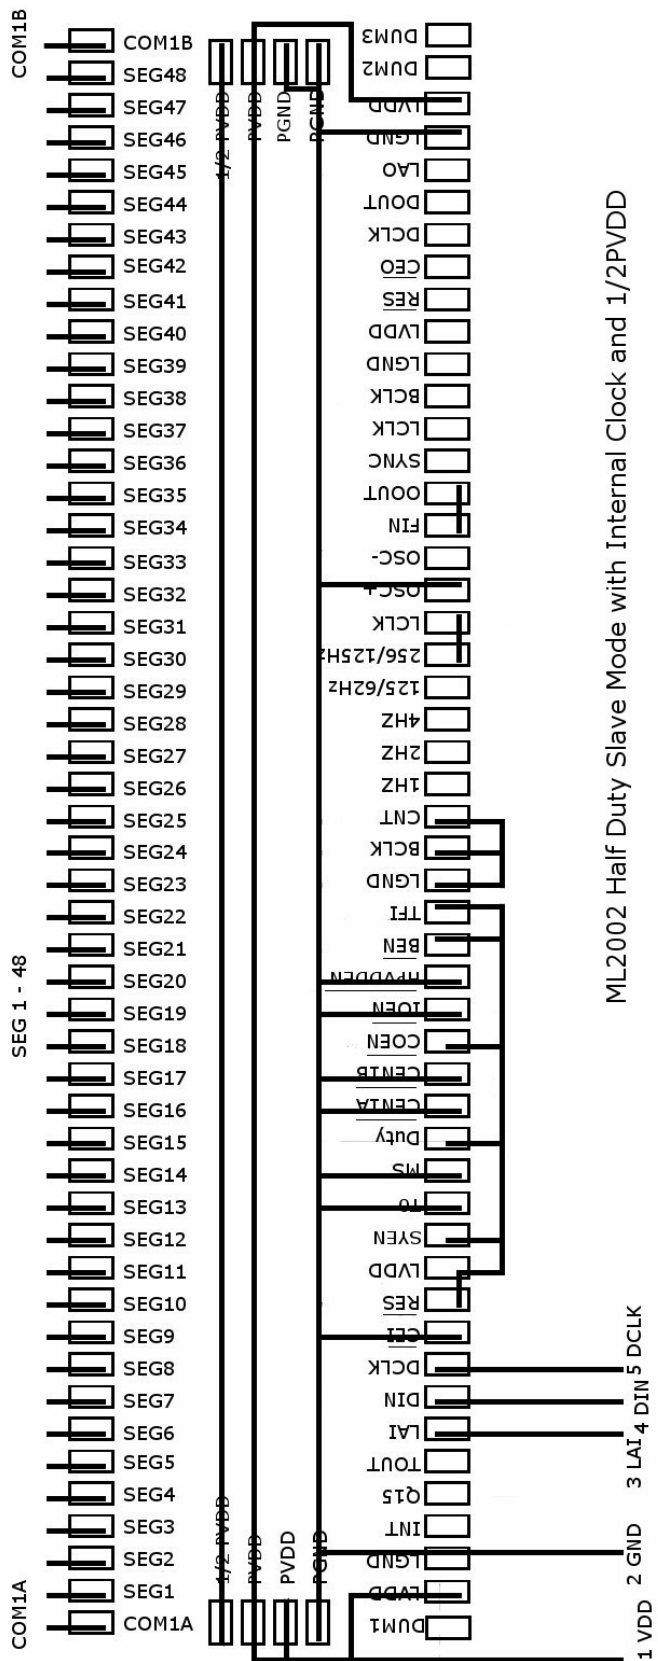 COM1B
COM1B
SEG48
SEG47
SEG46
SEG45
SEG44
SEG43
SEG42
SEG41
SEG40
SEG39
SEG38
SEG37
SEG36
SEG35
SEG34
SEG33
SEG32
SEG31
SEG30
SEG29
SEG28
SEG27
SEG26
SEG25
SEG24
SEG23
SEG22
SEG21
SEG20
SEG19
SEG18
SEG17
SEG16
SEG15
SEG14
SEG13
SEG12
SEG11
SEG10
SEG9
SEG8
SEG7
SEG6
SEG5
SEG4
SEG3
SEG2
SEG1
COM1A
SEG 1 - 48
COM1A
1/2 PVDD
PVDD
PGND
PGND
1/2 PVDD
PVDD
PVDD
PGND
DUM3
DUM2
LVDD
LGND
LAO
DOUT
DCLK
CEO
RES
LVDD
LGND
BCLK
LCLK
SYNC
OOUT
FIN
OSC-
OSC+
LCLK
256/125Hz
125/62Hz
4HZ
2HZ
1HZ
CNT
BCLK
LGND
TFI
BEN
HPVDDEN
IOEN
COEN
CEN1B
CEN1A
Duty
MS
T0
SYEN
LVDD
RES
CEI
DCLK
DIN
LAI
TOUT
Q15
INT
LGND
LVDD
DUM1
ML2002 Half Duty Slave Mode with Internal Clock and 1/2PVDD
5 DCLK
4 DIN
3 LAI
2 GND
1 VDD